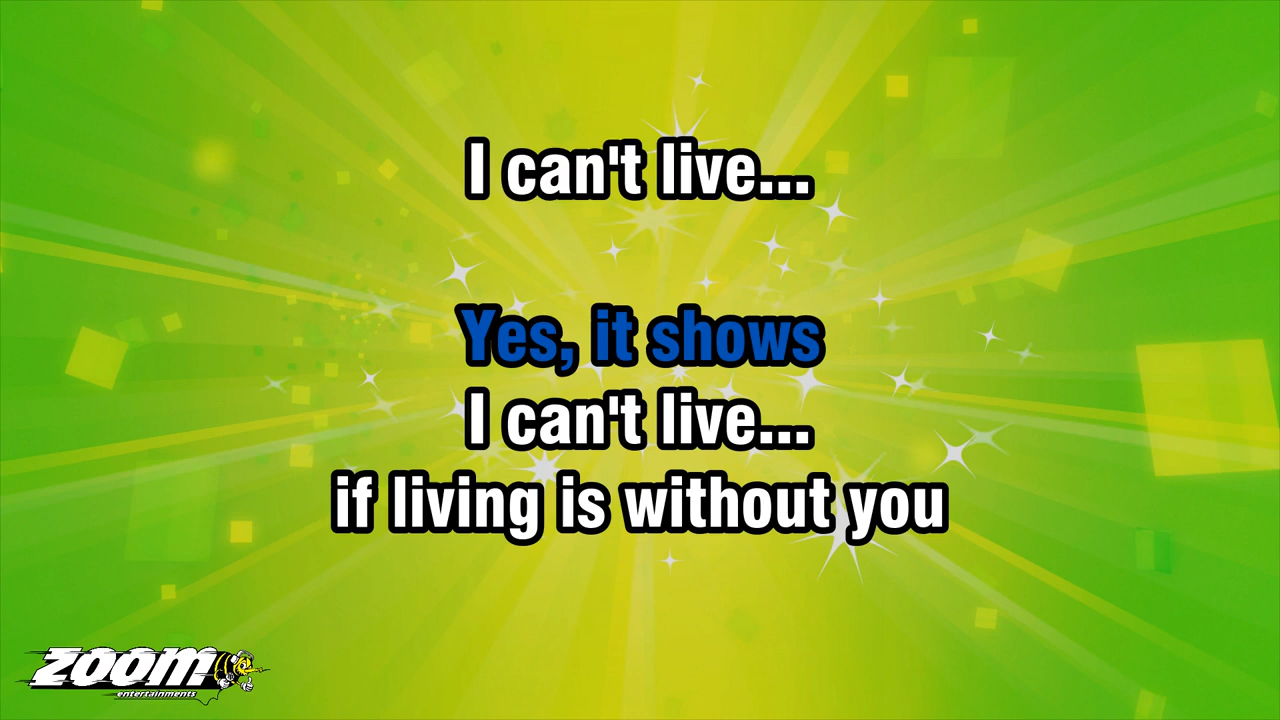 I can't live...
Yes, it shows
I can't live...
if living is without you
ZOOM
entertainments